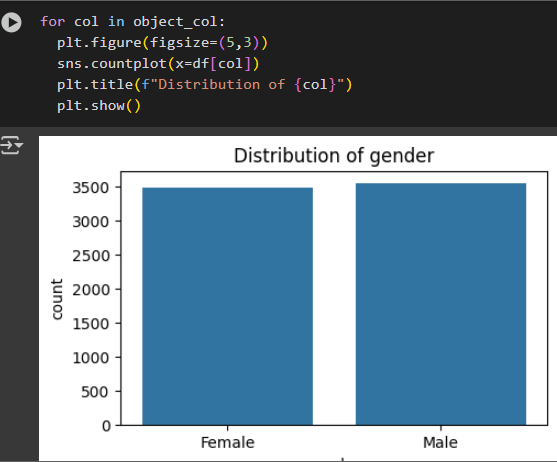 for col in object_col:
  plt.figure(figsize=(5,3))
  sns.countplot(x=df[col])
  plt.title(f"Distribution of {col}")
  plt.show()
Distribution of gender
3500
3000
2500
2000
1500
1000
500
0
count
Female
Male